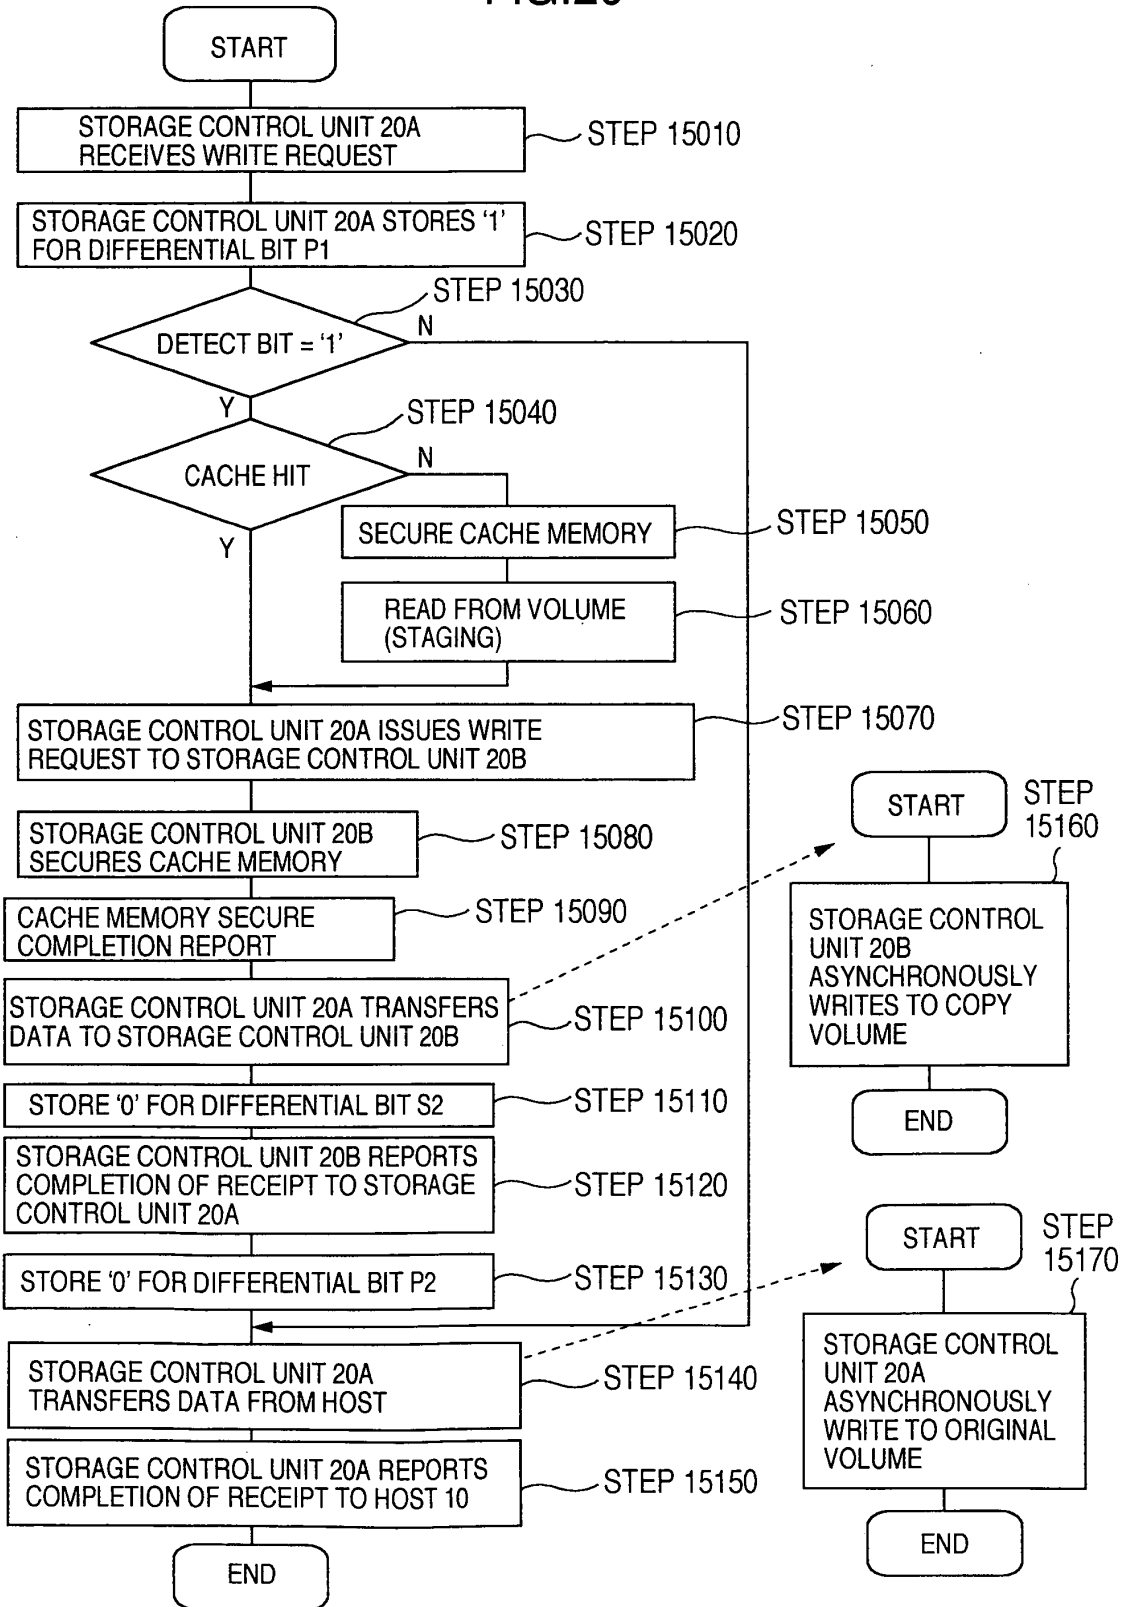 START
STORAGE CONTROL UNIT 20A
RECEIVES WRITE REQUEST
STEP 15010
STORAGE CONTROL UNIT 20A STORES ‘1’
FOR DIFFERENTIAL BIT P1
STEP 15020
STEP 15030
DETECT BIT = ‘1’
N
Y
STEP 15040
CACHE HIT
N
Y
SECURE CACHE MEMORY
STEP 15050
READ FROM VOLUME
(STAGING)
STEP 15060
STORAGE CONTROL UNIT 20A ISSUES WRITE
REQUEST TO STORAGE CONTROL UNIT 20B
STEP 15070
STORAGE CONTROL UNIT 20B
SECURES CACHE MEMORY
STEP 15080
CACHE MEMORY SECURE
COMPLETION REPORT
STEP 15090
STORAGE CONTROL UNIT 20A TRANSFERS
DATA TO STORAGE CONTROL UNIT 20B
STEP 15100
STORE ‘0’ FOR DIFFERENTIAL BIT S2
STEP 15110
STORAGE CONTROL UNIT 20B REPORTS
COMPLETION OF RECEIPT TO STORAGE
CONTROL UNIT 20A
STEP 15120
STORE ‘0’ FOR DIFFERENTIAL BIT P2
STEP 15130
STORAGE CONTROL UNIT 20A
TRANSFERS DATA FROM HOST
STEP 15140
STORAGE CONTROL UNIT 20A REPORTS
COMPLETION OF RECEIPT TO HOST 10
STEP 15150
END
START
STEP
15160
STORAGE CONTROL
UNIT 20B
ASYNCHRONOUSLY
WRITES TO COPY
VOLUME
END
START
STEP
15170
STORAGE CONTROL
UNIT 20A
ASYNCHRONOUSLY
WRITE TO ORIGINAL
VOLUME
END